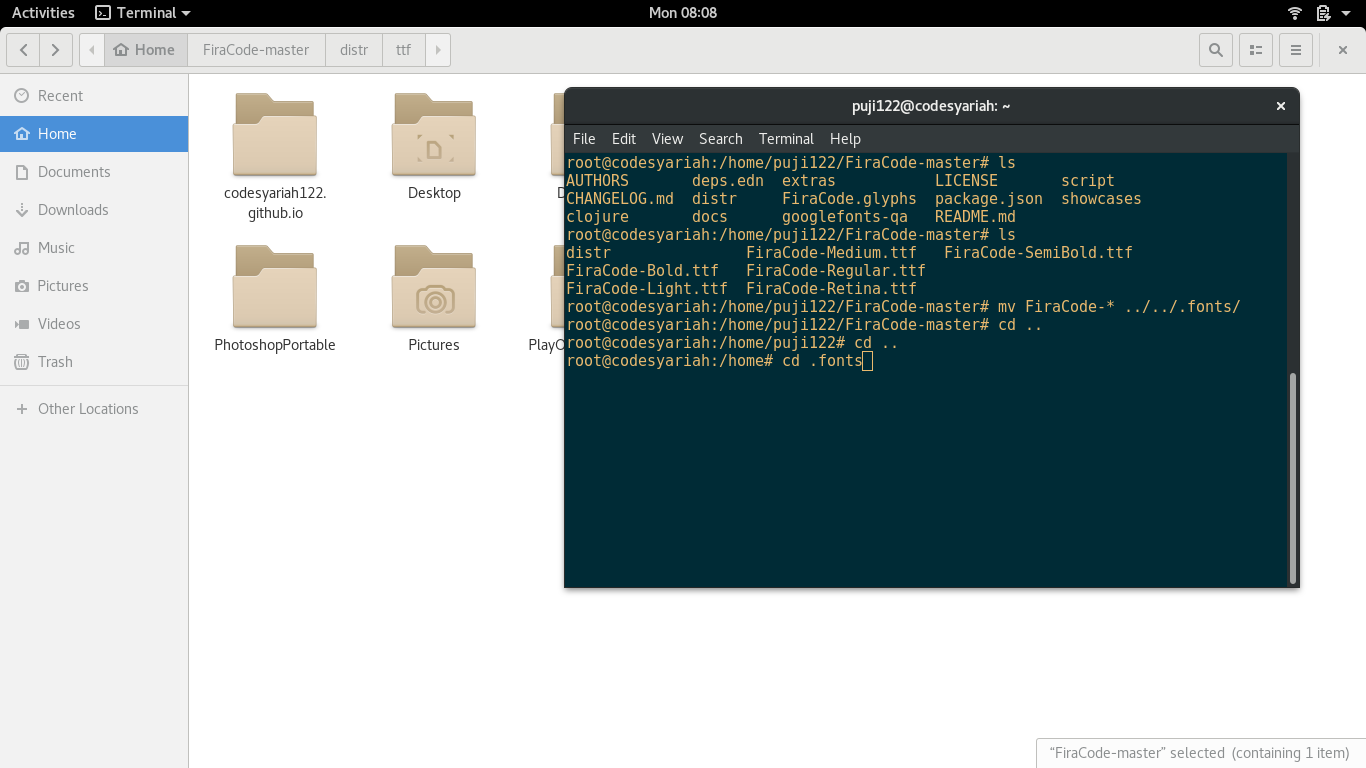 Activities Terminal Mon 08:08
Home FiraCode-master distr ttf
Recent
Home
Documents
Downloads
Music
Pictures
Videos
Trash
Other Locations
codesyariah122.
github.io
Desktop
PhotoshopPortable
Pictures
puji122@codesyariah: ~
File Edit View Search Terminal Help
root@codesyariah:/home/puji122/FiraCode-master# ls
AUTHORS deps.edn extras LICENSE script
CHANGELOG.md distr FiraCode.glyphs package.json showcases
clojure docs googlefonts-qa README.md
root@codesyariah:/home/puji122/FiraCode-master# ls
distr FiraCode-Medium.ttf FiraCode-SemiBold.ttf
FiraCode-Bold.ttf FiraCode-Regular.ttf
FiraCode-Light.ttf FiraCode-Retina.ttf
root@codesyariah:/home/puji122/FiraCode-master# mv FiraCode-* ../../.fonts/
root@codesyariah:/home/puji122/FiraCode-master# cd ..
root@codesyariah:/home/puji122# cd ..
root@codesyariah:/home# cd .fonts
“FiraCode-master” selected (containing 1 item)